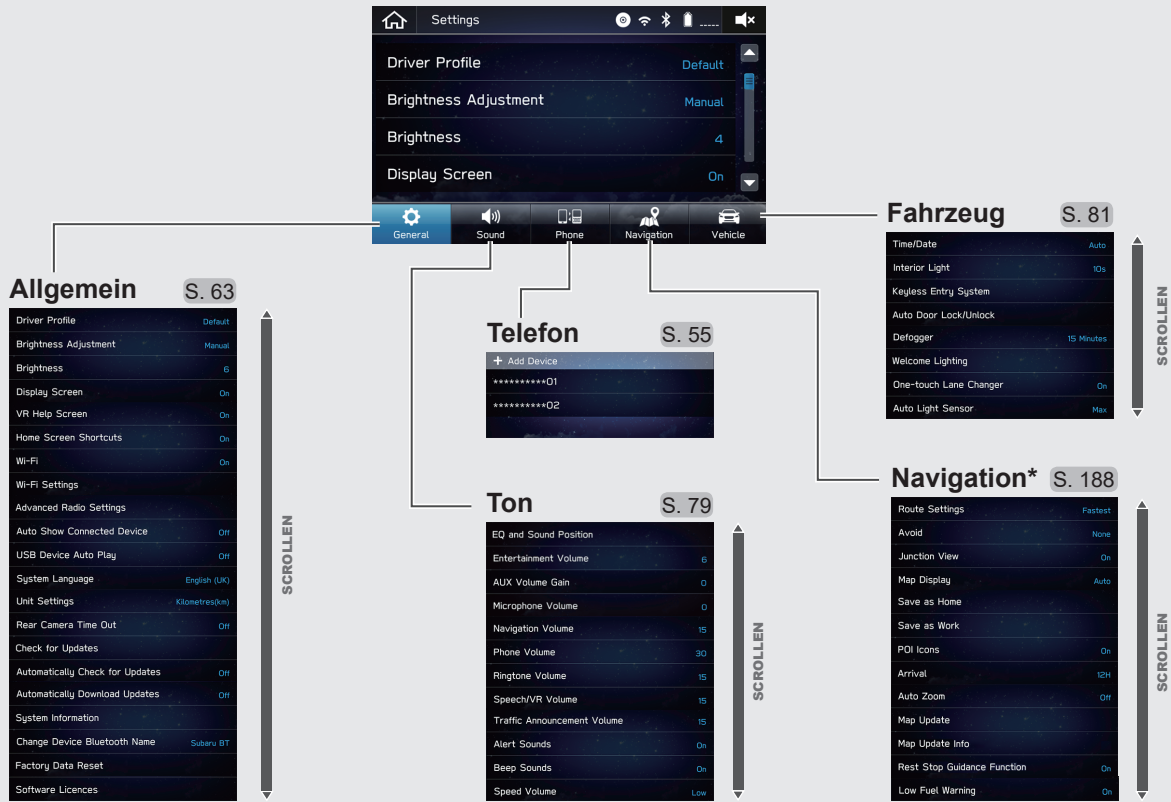 Settings
Driver Profile Default
Brightness Adjustment Manual
Brightness 4
Display Screen On
General Sound Phone Navigation Vehicle
Allgemein S. 63
Driver Profile Default
Brightness Adjustment Manual
Brightness 6
Display Screen On
VR Help Screen On
Home Screen Shortcuts On
Wi-Fi On
Wi-Fi Settings
Advanced Radio Settings
Auto Show Connected Device Off
USB Device Auto Play Off
System Language English (UK)
Unit Settings Kilometres(km)
Rear Camera Time Out Off
Check for Updates
Automatically Check for Updates Off
Automatically Download Updates Off
System Information
Change Device Bluetooth Name Subaru BT
Factory Data Reset
Software Licences
SCROLLEN
Telefon S. 55
+ Add Device
**********01
**********02
Ton S. 79
EQ and Sound Position
Entertainment Volume 6
AUX Volume Gain 0
Microphone Volume 0
Navigation Volume 15
Phone Volume 30
Ringtone Volume 15
Speech/VR Volume 15
Traffic Announcement Volume 15
Alert Sounds On
Beep Sounds On
Speed Volume Low
SCROLLEN
Fahrzeug S. 81
Time/Date Auto
Interior Light 10s
Keyless Entry System
Auto Door Lock/Unlock
Defogger 15 Minutes
Welcome Lighting
One-touch Lane Changer On
Auto Light Sensor Max
SCROLLEN
Navigation* S. 188
Route Settings Fastest
Avoid None
Junction View On
Map Display Auto
Save as Home
Save as Work
POI Icons On
Arrival 12H
Auto Zoom Off
Map Update
Map Update Info
Rest Stop Guidance Function On
Low Fuel Warning On
SCROLLEN